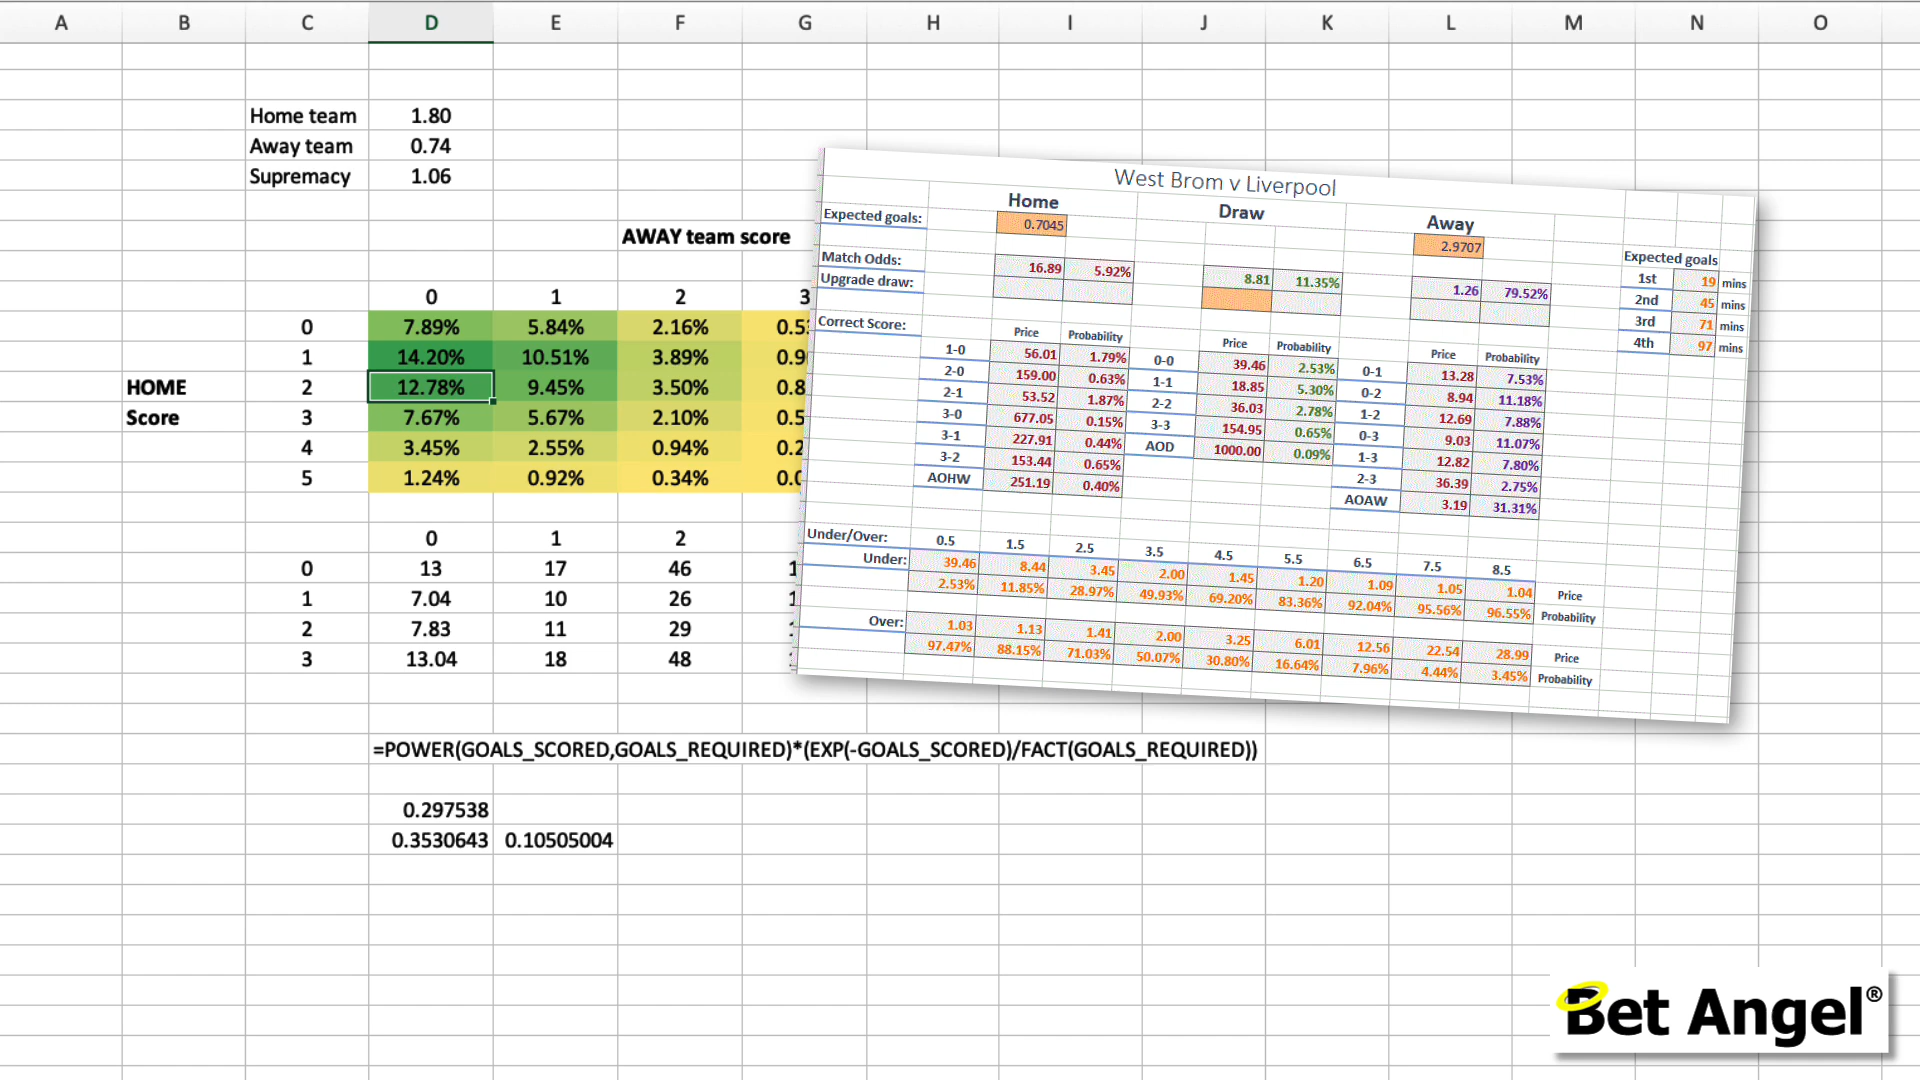 A B C D E F G H I J K L M N O
Home team 1.80
Away team 0.74
Supremacy 1.06
AWAY team score
0 1 2 3
0 7.89% 5.84% 2.16%
1 14.20% 10.51% 3.89%
HOME 2 12.78% 9.45% 3.50%
Score 3 7.67% 5.67% 2.10%
4 3.45% 2.55% 0.94%
5 1.24% 0.92% 0.34%
0 1 2
0 13 17 46
1 7.04 10 26
2 7.83 11 29
3 13.04 18 48
=POWER(GOALS_SCORED,GOALS_REQUIRED)*(EXP(-GOALS_SCORED)/FACT(GOALS_REQUIRED))
0.297538
0.3530643 0.10505004
West Brom v Liverpool
Home Draw Away
Expected goals: 0.7045 2.9707
Match Odds: 16.89 5.92% 8.81 11.35% 1.26 79.52%
Upgrade draw:
Correct Score: Price Probability Price Probability Price Probability
1-0 56.01 1.79% 0-0 39.46 2.53% 0-1 13.28 7.53%
2-0 159.00 0.63% 1-1 18.85 5.30% 0-2 8.94 11.18%
2-1 53.52 1.87% 2-2 36.03 2.78% 1-2 12.69 7.88%
3-0 677.05 0.15% 3-3 154.95 0.65% 0-3 9.03 11.07%
3-1 227.91 0.44% AOD 1000.00 0.09% 1-3 12.82 7.80%
3-2 153.44 0.65% 2-3 36.39 2.75%
AOHW 251.19 0.40% AOAW 3.19 31.31%
Expected goals
1st 19 mins
2nd 45 mins
3rd 71 mins
4th 97 mins
Under/Over: 0.5 1.5 2.5 3.5 4.5 5.5 6.5 7.5 8.5
Under: 39.46 8.44 3.45 2.00 1.45 1.20 1.09 1.05 1.04 Price
2.53% 11.85% 28.97% 49.93% 69.20% 83.36% 92.04% 95.56% 96.55% Probability
Over: 1.03 1.13 1.41 2.00 3.25 6.01 12.56 22.54 28.99 Price
97.47% 88.15% 71.03% 50.07% 30.80% 16.64% 7.96% 4.44% 3.45% Probability
Bet Angel®